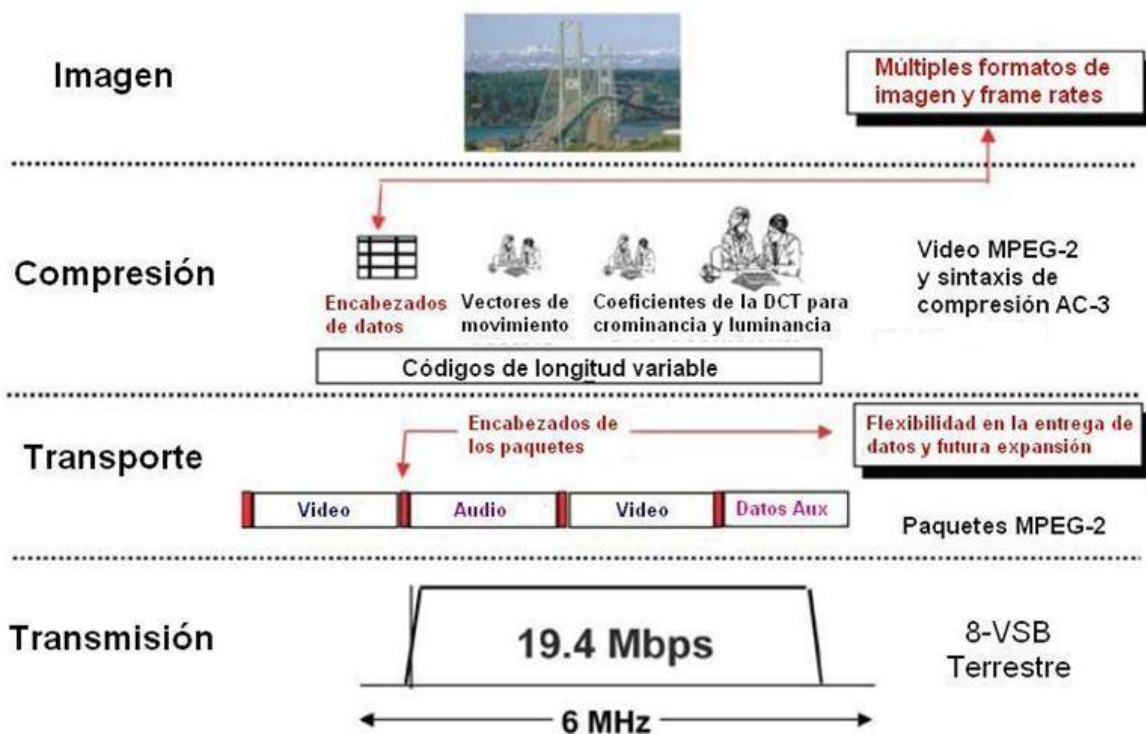 Imagen
Múltiples formatos de
imagen y frame rates
Compresión
Encabezados
de datos
Vectores de
movimiento
Coeficientes de la DCT para
crominancia y luminancia
Video MPEG-2
y sintaxis de
compresión AC-3
Códigos de longitud variable
Transporte
Encabezados de
los paquetes
Flexibilidad en la entrega de
datos y futura expansión
Video
Audio
Video
Datos Aux
Paquetes MPEG-2
Transmisión
19.4 Mbps
8-VSB
Terrestre
6 MHz